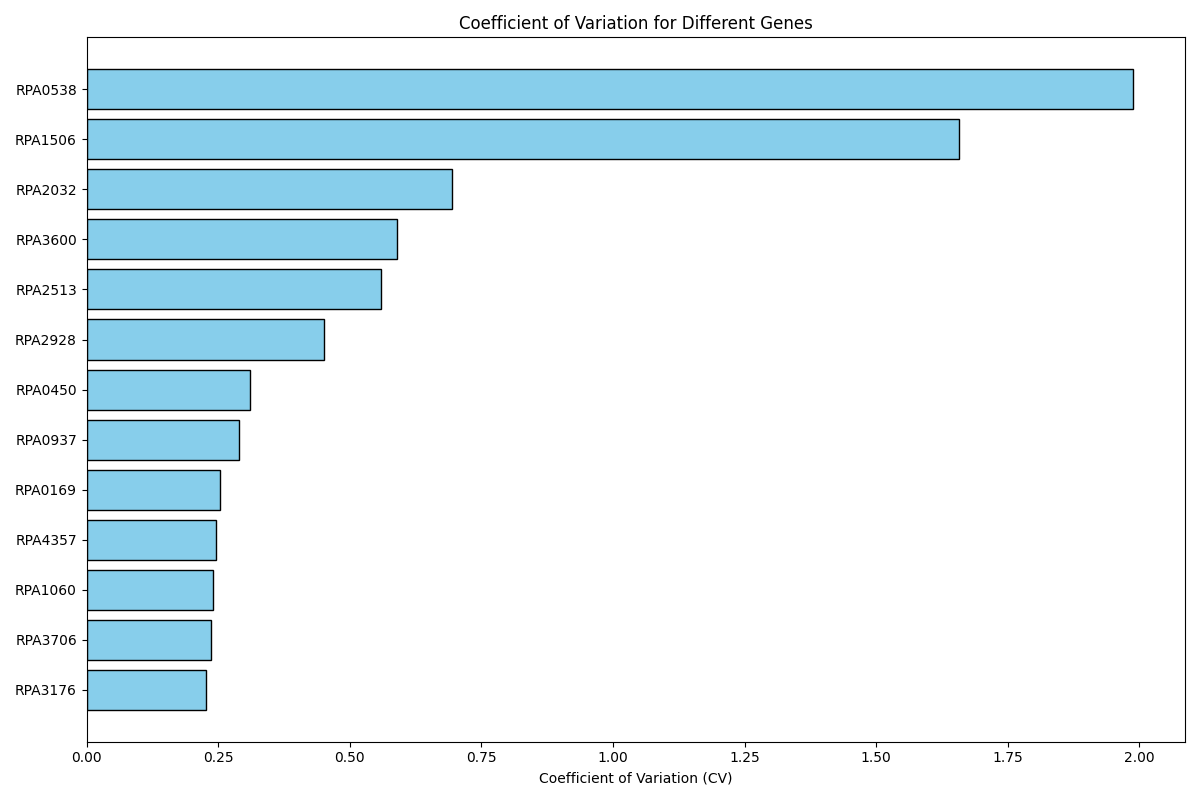 Coefficient of Variation for Different Genes
RPA0538
RPA1506
RPA2032
RPA3600
RPA2513
RPA2928
RPA0450
RPA0937
RPA0169
RPA4357
RPA1060
RPA3706
RPA3176
0.00 0.25 0.50 0.75 1.00 1.25 1.50 1.75 2.00
Coefficient of Variation (CV)